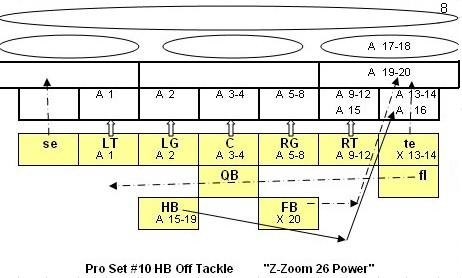 8
A 17-18
A 19-20
A 1 A 2 A 3-4 A 5-8 A 9-12 A 13-14
A 15 A 16
se LT LG C RG RT te
A 1 A 2 A 3-4 A 5-8 A 9-12 X 13-14
QB fl
HB FB
A 15-19 X 20
Pro Set #10 HB Off Tackle "Z-Zoom 26 Power"